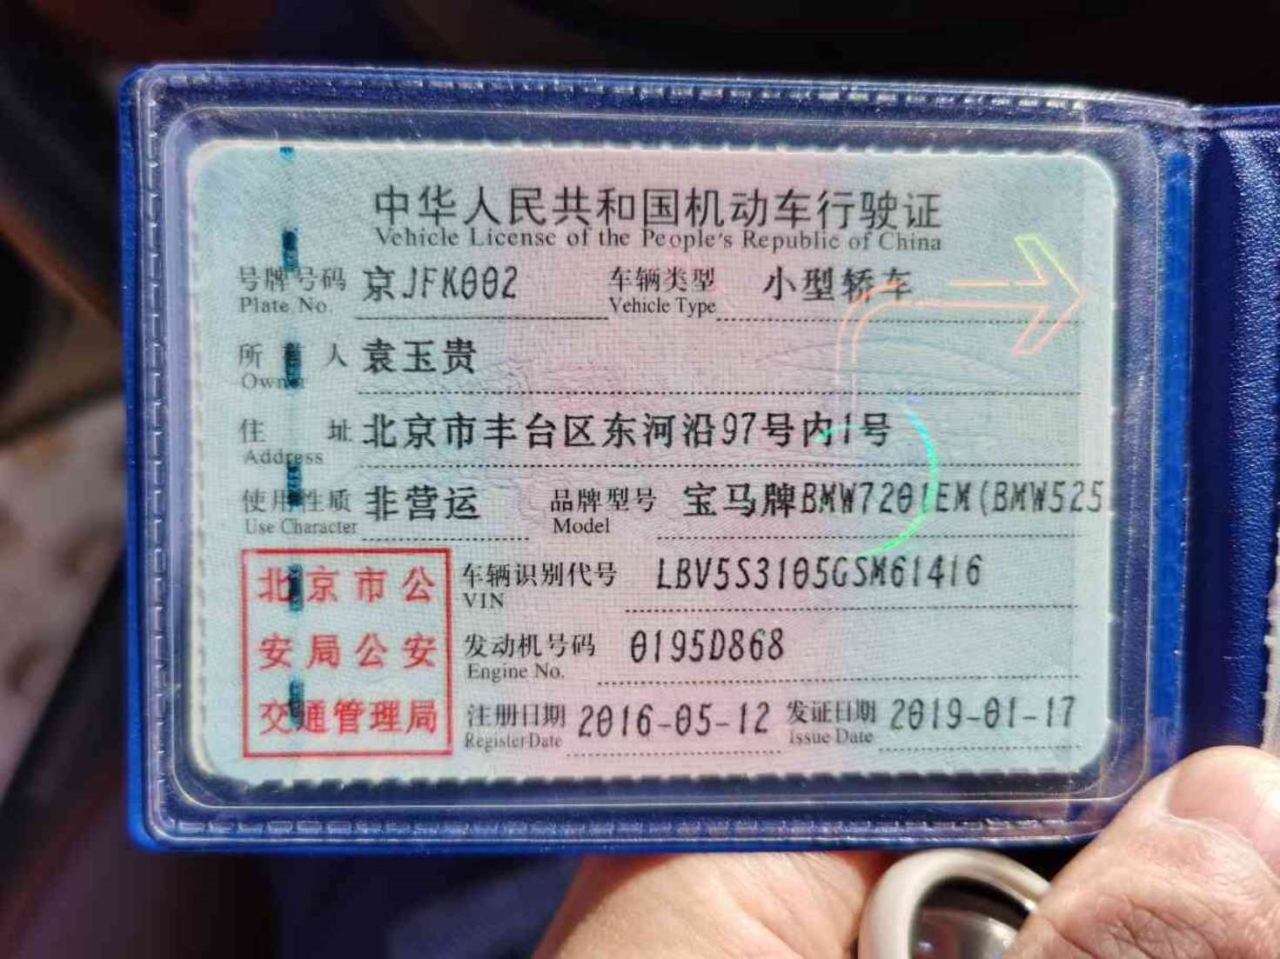 中华人民共和国机动车行驶证
Vehicle License of the People's Republic of China
号牌号码 京JFK002 车辆类型 小型轿车
Plate No. Vehicle Type
所 人 袁玉贵
Owner
住 址 北京市丰台区东河沿97号内1号
Address
使用性质 非营运 品牌型号 宝马牌BMW7201EM(BMW525
Use Character Model
北京市公
安局公安
交通管理局
车辆识别代号 LBV5S3105GSM61416
VIN
发动机号码 0195D868
Engine No.
注册日期 2016-05-12 发证日期 2019-01-17
Register Date Issue Date